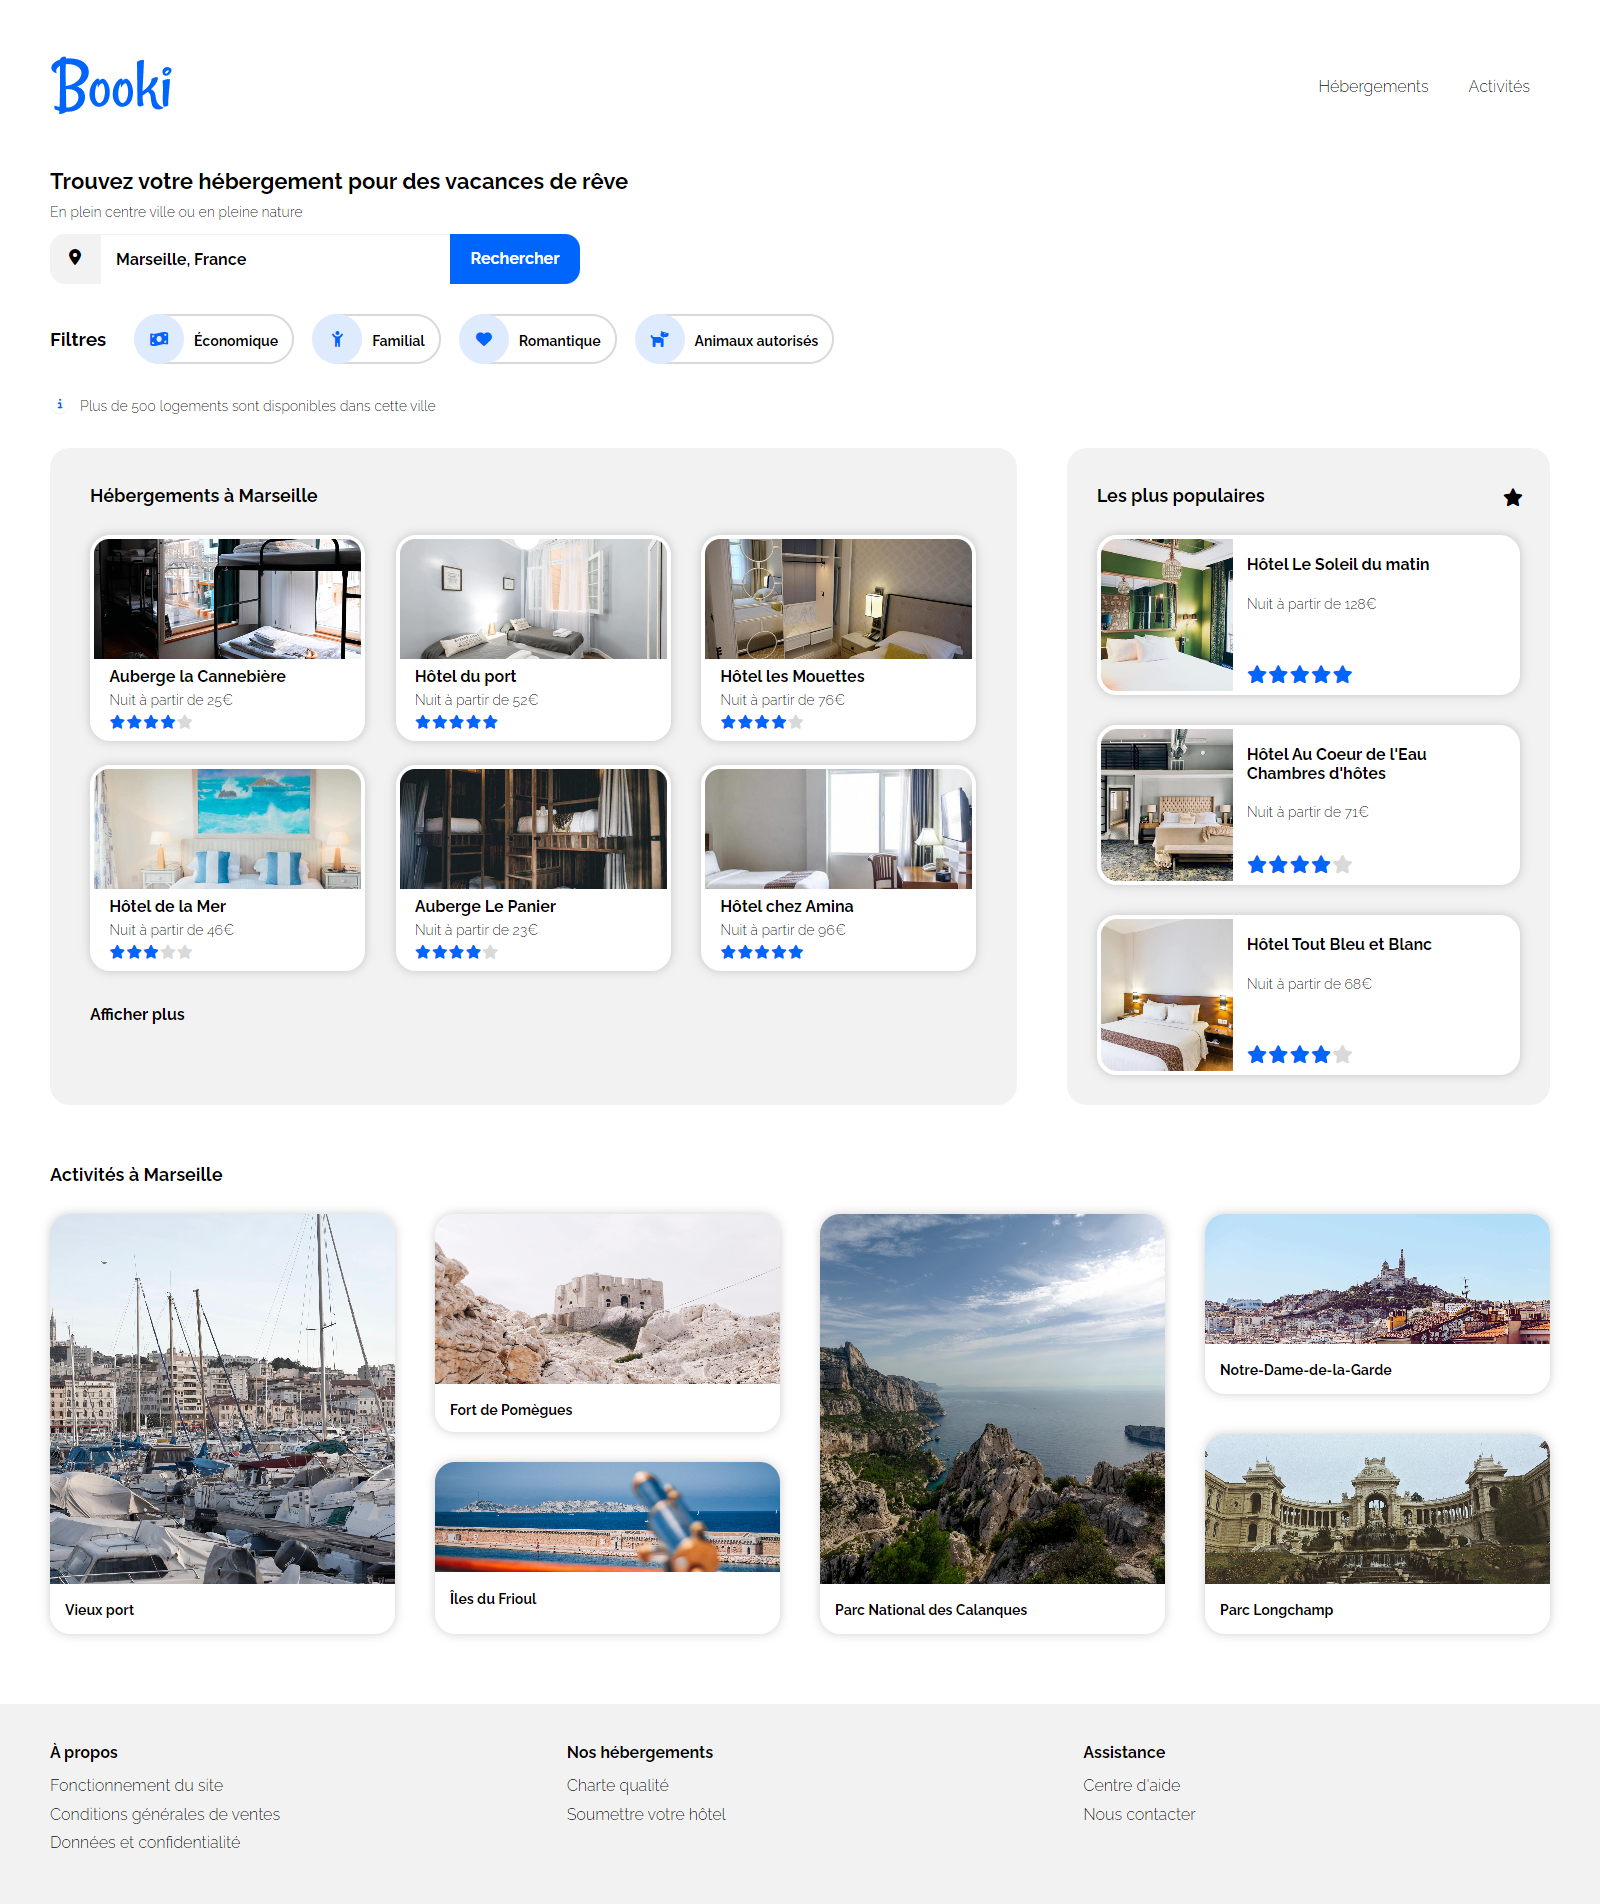 Booki
Hébergements
Activités
Trouvez votre hébergement pour des vacances de rêve
En plein centre ville ou en pleine nature
Marseille, France
Rechercher
Filtres
Économique
Familial
Romantique
Animaux autorisés
Plus de 500 logements sont disponibles dans cette ville
Hébergements à Marseille
Auberge la Cannebière
Nuit à partir de 25€
Hôtel du port
Nuit à partir de 52€
Hôtel les Mouettes
Nuit à partir de 76€
Hôtel de la Mer
Nuit à partir de 46€
Auberge Le Panier
Nuit à partir de 23€
Hôtel chez Amina
Nuit à partir de 96€
Afficher plus
Les plus populaires
Hôtel Le Soleil du matin
Nuit à partir de 128€
Hôtel Au Coeur de l'Eau
Chambres d'hôtes
Nuit à partir de 71€
Hôtel Tout Bleu et Blanc
Nuit à partir de 68€
Activités à Marseille
Vieux port
Fort de Pomègues
Îles du Frioul
Parc National des Calanques
Notre-Dame-de-la-Garde
Parc Longchamp
À propos
Fonctionnement du site
Conditions générales de ventes
Données et confidentialité
Nos hébergements
Charte qualité
Soumettre votre hôtel
Assistance
Centre d'aide
Nous contacter